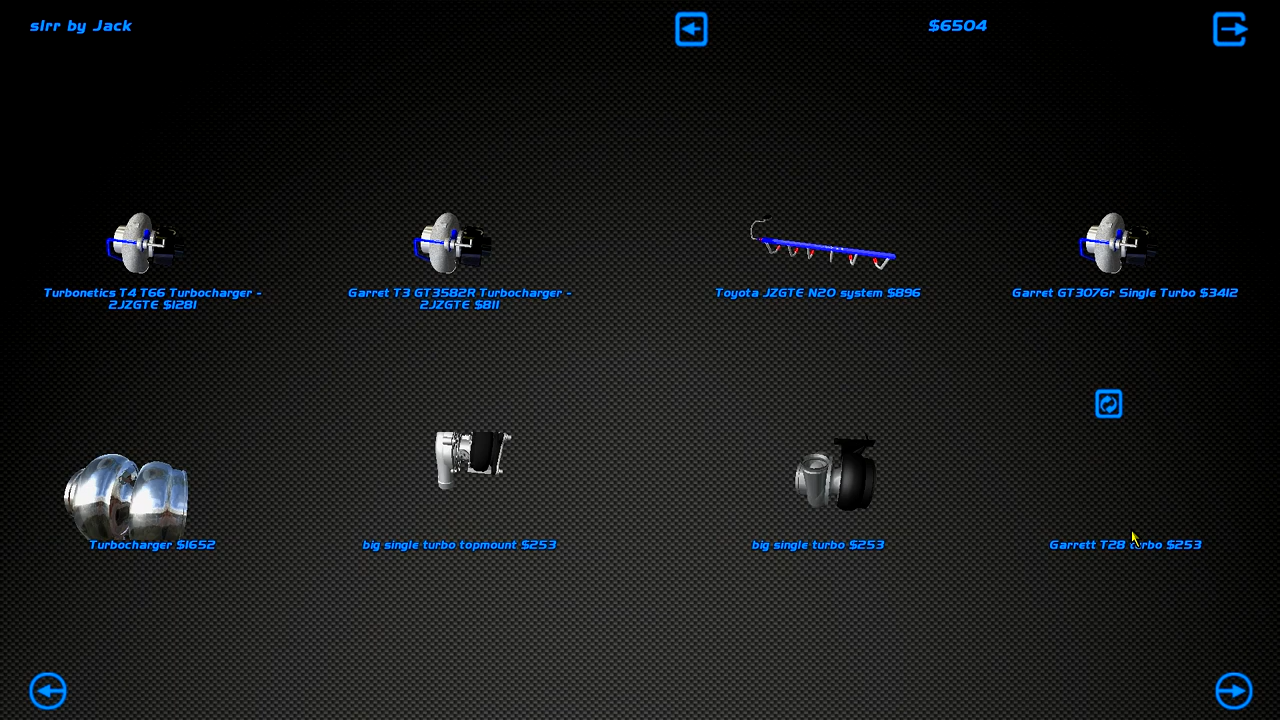 slrr by Jack
$6504
Turbonetics T4 T66 Turbocharger -
2JZGTE $1281
Garret T3 GT3582R Turbocharger -
2JZGTE $811
Toyota JZGTE N2O system $896
Garret GT3076r Single Turbo $3412
Turbocharger $1652
big single turbo topmount $253
big single turbo $253
Garrett T28 turbo $253